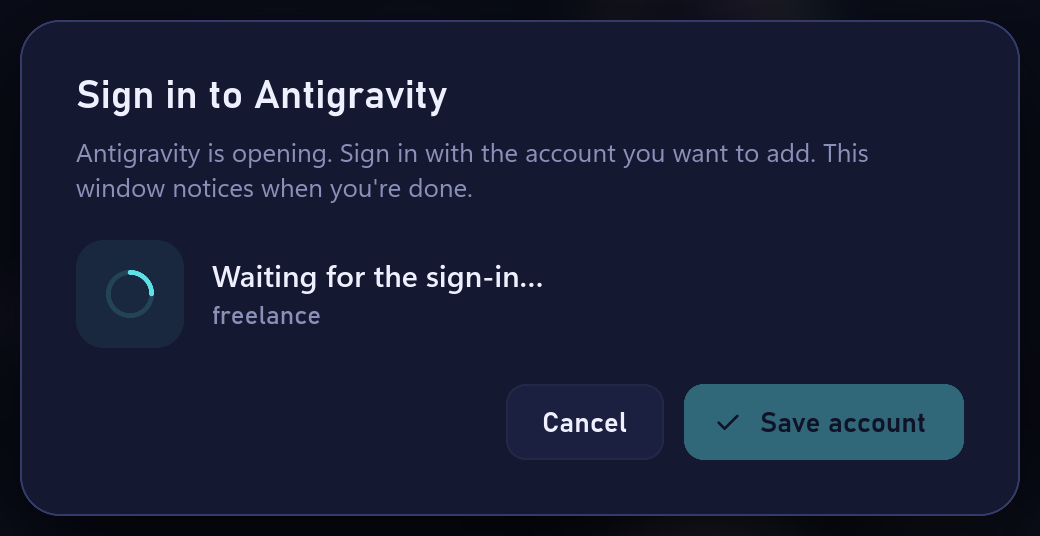 Sign in to Antigravity
Antigravity is opening. Sign in with the account you want to add. This
window notices when you're done.
Waiting for the sign-in...
freelance
Cancel
Save account